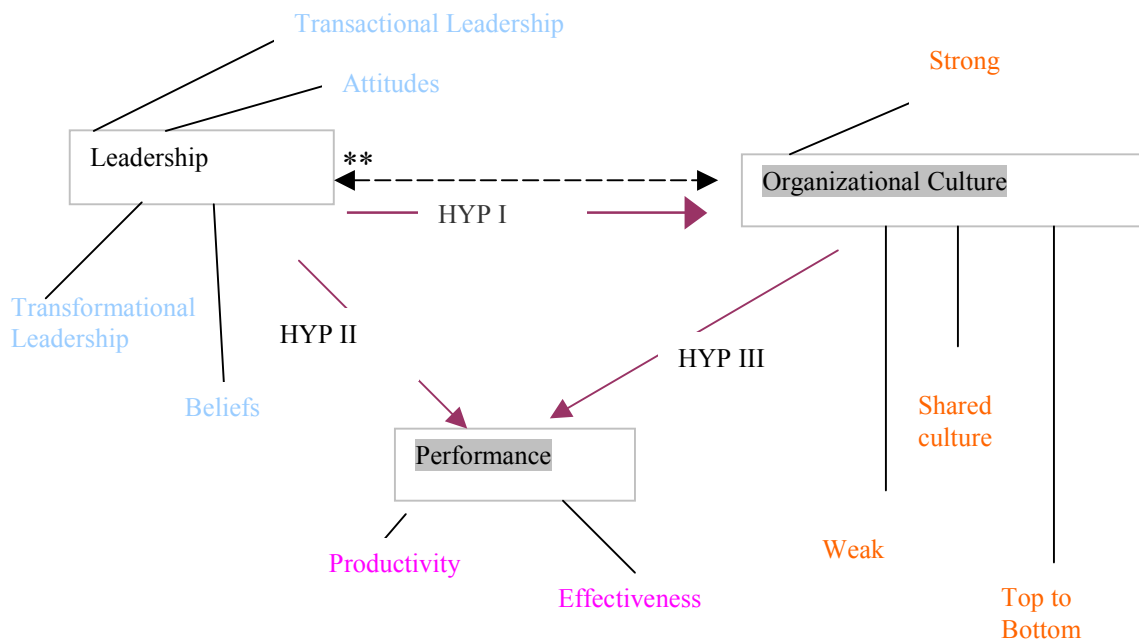 Transactional Leadership
Strong
Attitudes
Leadership
**
Organizational Culture
HYP I
Transformational
Leadership
HYP II
HYP III
Beliefs
Shared
culture
Performance
Weak
Productivity
Effectiveness
Top to
Bottom